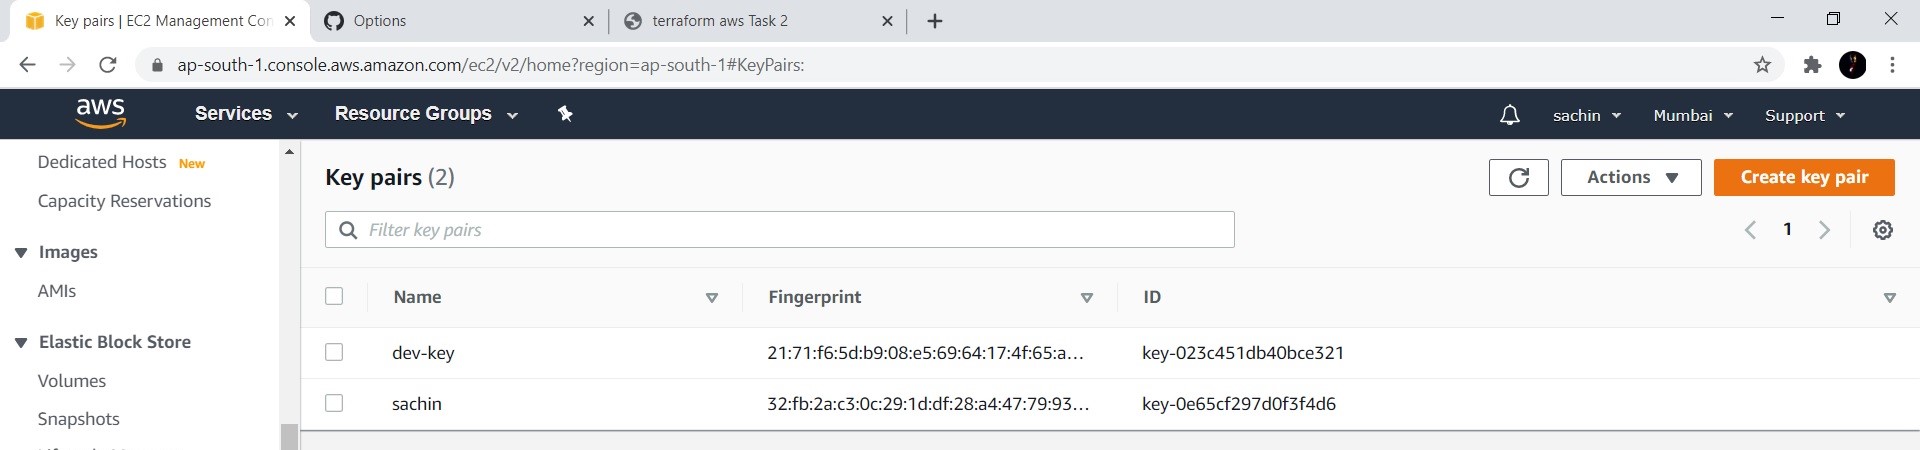 Key pairs | EC2 Management Con
Options
terraform aws Task 2
ap-south-1.console.aws.amazon.com/ec2/v2/home?region=ap-south-1#KeyPairs:
aws
Services
Resource Groups
sachin
Mumbai
Support
Dedicated Hosts New
Capacity Reservations
Images
AMIs
Elastic Block Store
Volumes
Snapshots
Key pairs (2)
Actions
Create key pair
Filter key pairs
1
Name Fingerprint ID
dev-key 21:71:f6:5d:b9:08:e5:69:64:17:4f:65:a... key-023c451db40bce321
sachin 32:fb:2a:c3:0c:29:1d:df:28:a4:47:79:93... key-0e65cf297d0f3f4d6